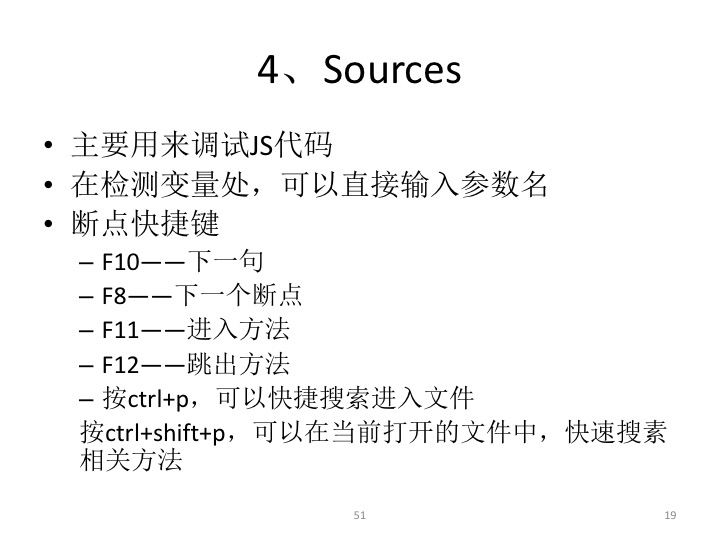 4、Sources
• 主要用来调试JS代码
• 在检测变量处，可以直接输入参数名
• 断点快捷键
– F10——下一句
– F8——下一个断点
– F11——进入方法
– F12——跳出方法
– 按ctrl+p，可以快捷搜索进入文件
按ctrl+shift+p，可以在当前打开的文件中，快速搜素
相关方法
51
19